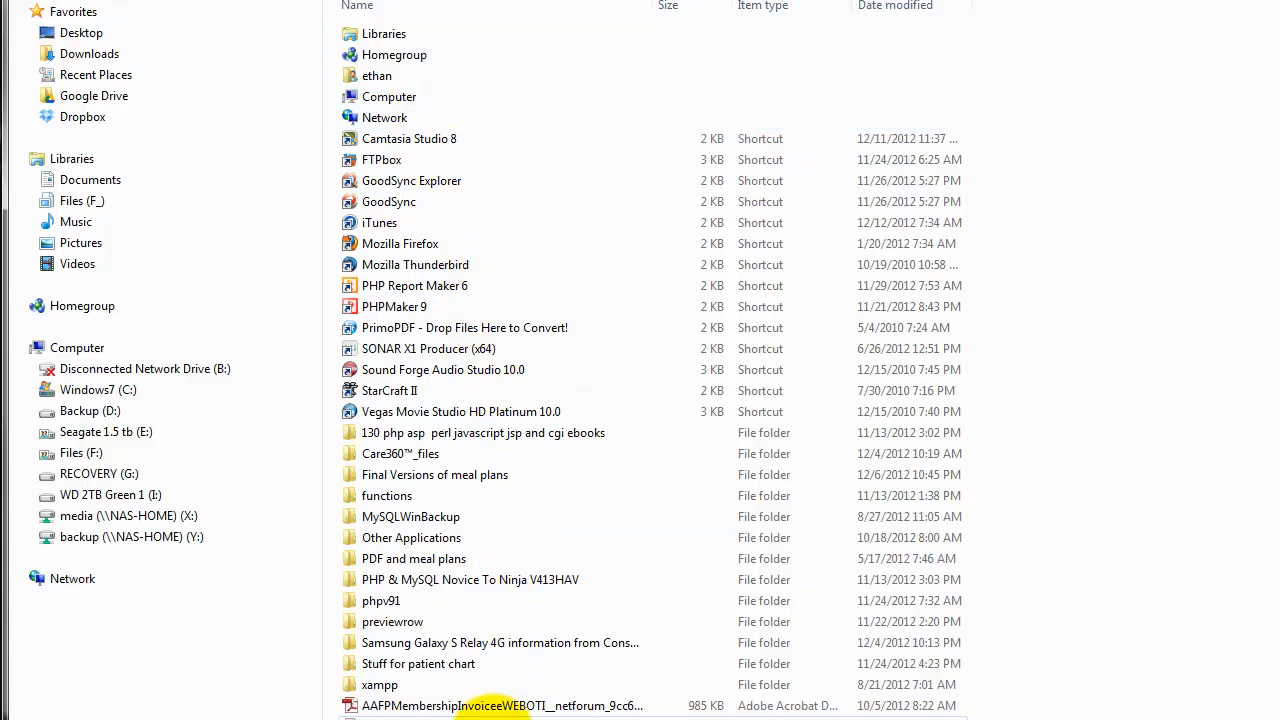 Favorites
Desktop
Downloads
Recent Places
Google Drive
Dropbox
Libraries
Documents
Files (F_)
Music
Pictures
Videos
Homegroup
Computer
Disconnected Network Drive (B:)
Windows7 (C:)
Backup (D:)
Seagate 1.5 tb (E:)
Files (F:)
RECOVERY (G:)
WD 2TB Green 1 (I:)
media (\\NAS-HOME) (X:)
backup (\\NAS-HOME) (Y:)
Network
Name Size Item type Date modified
Libraries
Homegroup
ethan
Computer
Network
Camtasia Studio 8 2 KB Shortcut 12/11/2012 11:37 ...
FTPbox 3 KB Shortcut 11/24/2012 6:25 AM
GoodSync Explorer 2 KB Shortcut 11/26/2012 5:27 PM
GoodSync 2 KB Shortcut 11/26/2012 5:27 PM
iTunes 2 KB Shortcut 12/12/2012 7:34 AM
Mozilla Firefox 2 KB Shortcut 1/20/2012 7:34 AM
Mozilla Thunderbird 2 KB Shortcut 10/19/2010 10:58 ...
PHP Report Maker 6 2 KB Shortcut 11/29/2012 7:53 AM
PHPMaker 9 2 KB Shortcut 11/21/2012 8:43 PM
PrimoPDF - Drop Files Here to Convert! 2 KB Shortcut 5/4/2010 7:24 AM
SONAR X1 Producer (x64) 2 KB Shortcut 6/26/2012 12:51 PM
Sound Forge Audio Studio 10.0 3 KB Shortcut 12/15/2010 7:45 PM
StarCraft II 2 KB Shortcut 7/30/2010 7:16 PM
Vegas Movie Studio HD Platinum 10.0 3 KB Shortcut 12/15/2010 7:40 PM
130 php asp perl javascript jsp and cgi ebooks File folder 11/13/2012 3:02 PM
Care360™_files File folder 12/4/2012 10:19 AM
Final Versions of meal plans File folder 12/6/2012 10:45 PM
functions File folder 11/13/2012 1:38 PM
MySQLWinBackup File folder 8/27/2012 11:05 AM
Other Applications File folder 10/18/2012 8:00 AM
PDF and meal plans File folder 5/17/2012 7:46 AM
PHP & MySQL Novice To Ninja V413HAV File folder 11/13/2012 3:03 PM
phpv91 File folder 11/24/2012 7:32 AM
previewrow File folder 11/22/2012 2:20 PM
Samsung Galaxy S Relay 4G information from Cons... File folder 12/4/2012 10:13 PM
Stuff for patient chart File folder 11/24/2012 4:23 PM
xampp File folder 8/21/2012 7:01 AM
AAFPMembershipInvoiceeWEBOTI__netforum_9cc6... 985 KB Adobe Acrobat D... 10/5/2012 8:22 AM